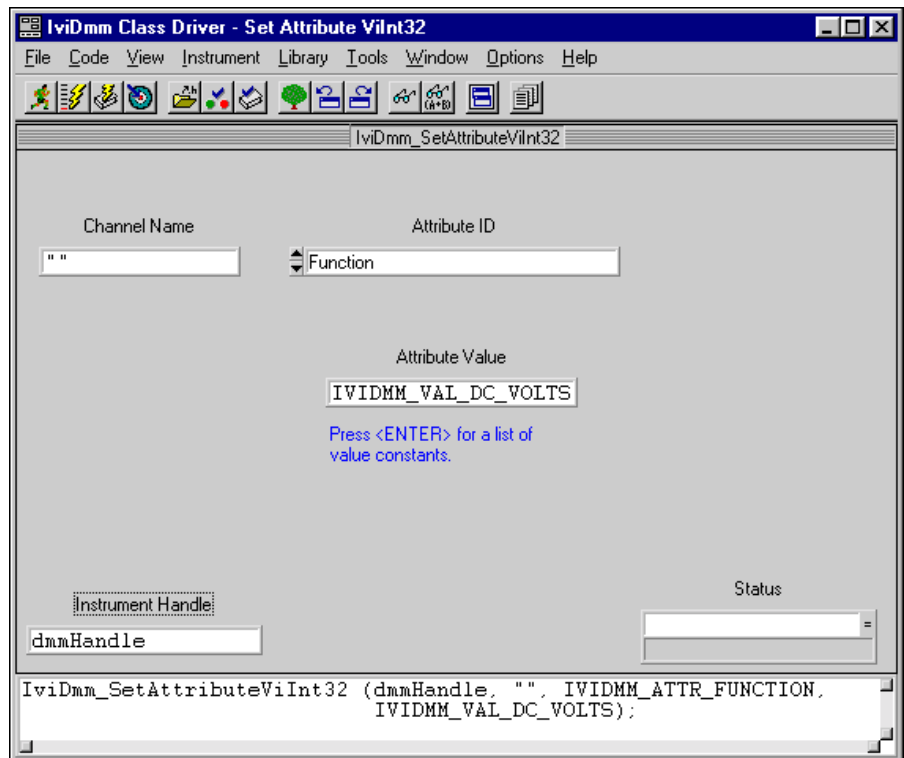 IviDmm Class Driver - Set Attribute ViInt32
File Code View Instrument Library Tools Window Options Help
IviDmm_SetAttributeViInt32
Channel Name
" "
Attribute ID
Function
Attribute Value
IVIDMM_VAL_DC_VOLTS
Press <ENTER> for a list of
value constants.
Instrument Handle
dmmHandle
Status
=
IviDmm_SetAttributeViInt32 (dmmHandle, "", IVIDMM_ATTR_FUNCTION,
IVIDMM_VAL_DC_VOLTS);